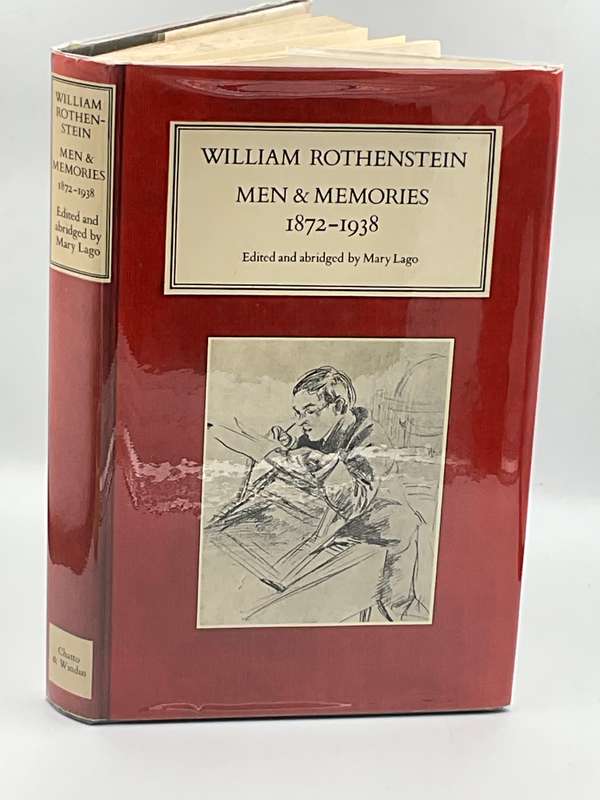 WILLIAM
ROTHEN-
STEIN
MEN &
MEMORIES
1872–1938
Edited and
abridged by
Mary Lago
Chatto
& Windus
WILLIAM ROTHENSTEIN
MEN & MEMORIES
1872–1938
Edited and abridged by Mary Lago